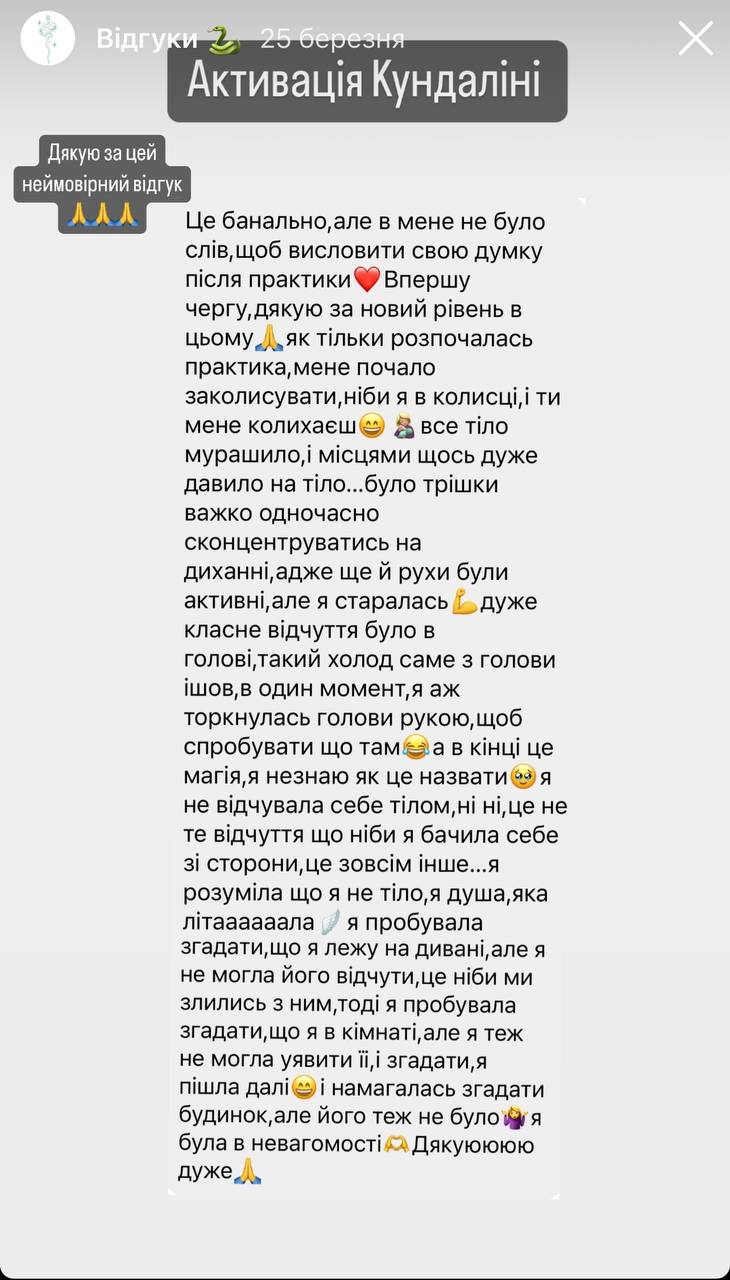 Відгуки 🐍 25 березня
Активація Кундаліні
Дякую за цей
неймовірний відгук
🙏🙏🙏
Це банально,але в мене не було
слів,щоб висловити свою думку
після практики❤️Впершу
чергу,дякую за новий рівень в
цьому🙏як тільки розпочалась
практика,мене почало
заколисувати,ніби я в колисці,і ти
мене колихаєш😄 🤱🏼все тіло
мурашило,і місцями щось дуже
давило на тіло...було трішки
важко одночасно
сконцентруватись на
диханні,адже ще й рухи були
активні,але я старалась💪дуже
класне відчуття було в
голові,такий холод саме з голови
ішов,в один момент,я аж
торкнулась голови рукою,щоб
спробувати що там😂а в кінці це
магія,я незнаю як це назвати🥹я
не відчувала себе тілом,ні ні,це не
те відчуття що ніби я бачила себе
зі сторони,це зовсім інше...я
розуміла що я не тіло,я душа,яка
літаааааала🪽я пробувала
згадати,що я лежу на дивані,але я
не могла його відчути,це ніби ми
злились з ним,тоді я пробувала
згадати,що я в кімнаті,але я теж
не могла уявити її,і згадати,я
пішла далі😄і намагалась згадати
будинок,але його теж не було🤷‍♀️я
була в невагомості🫶Дякуюююю
дуже🙏